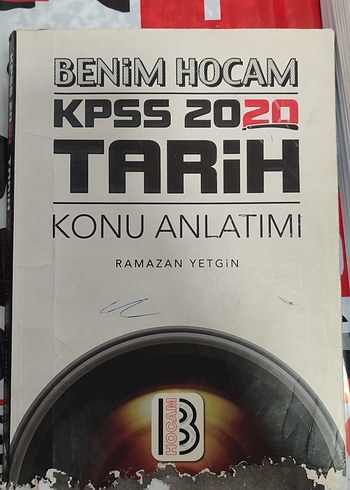 BENİM HOCAM
KPSS 2020
TARİH
KONU ANLATIMI
RAMAZAN YETGİN
B
HOCAM